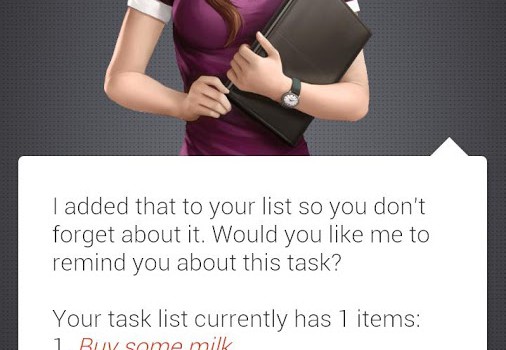 I added that to your list so you don't
forget about it. Would you like me to
remind you about this task?
Your task list currently has 1 items:
1. Buy some milk